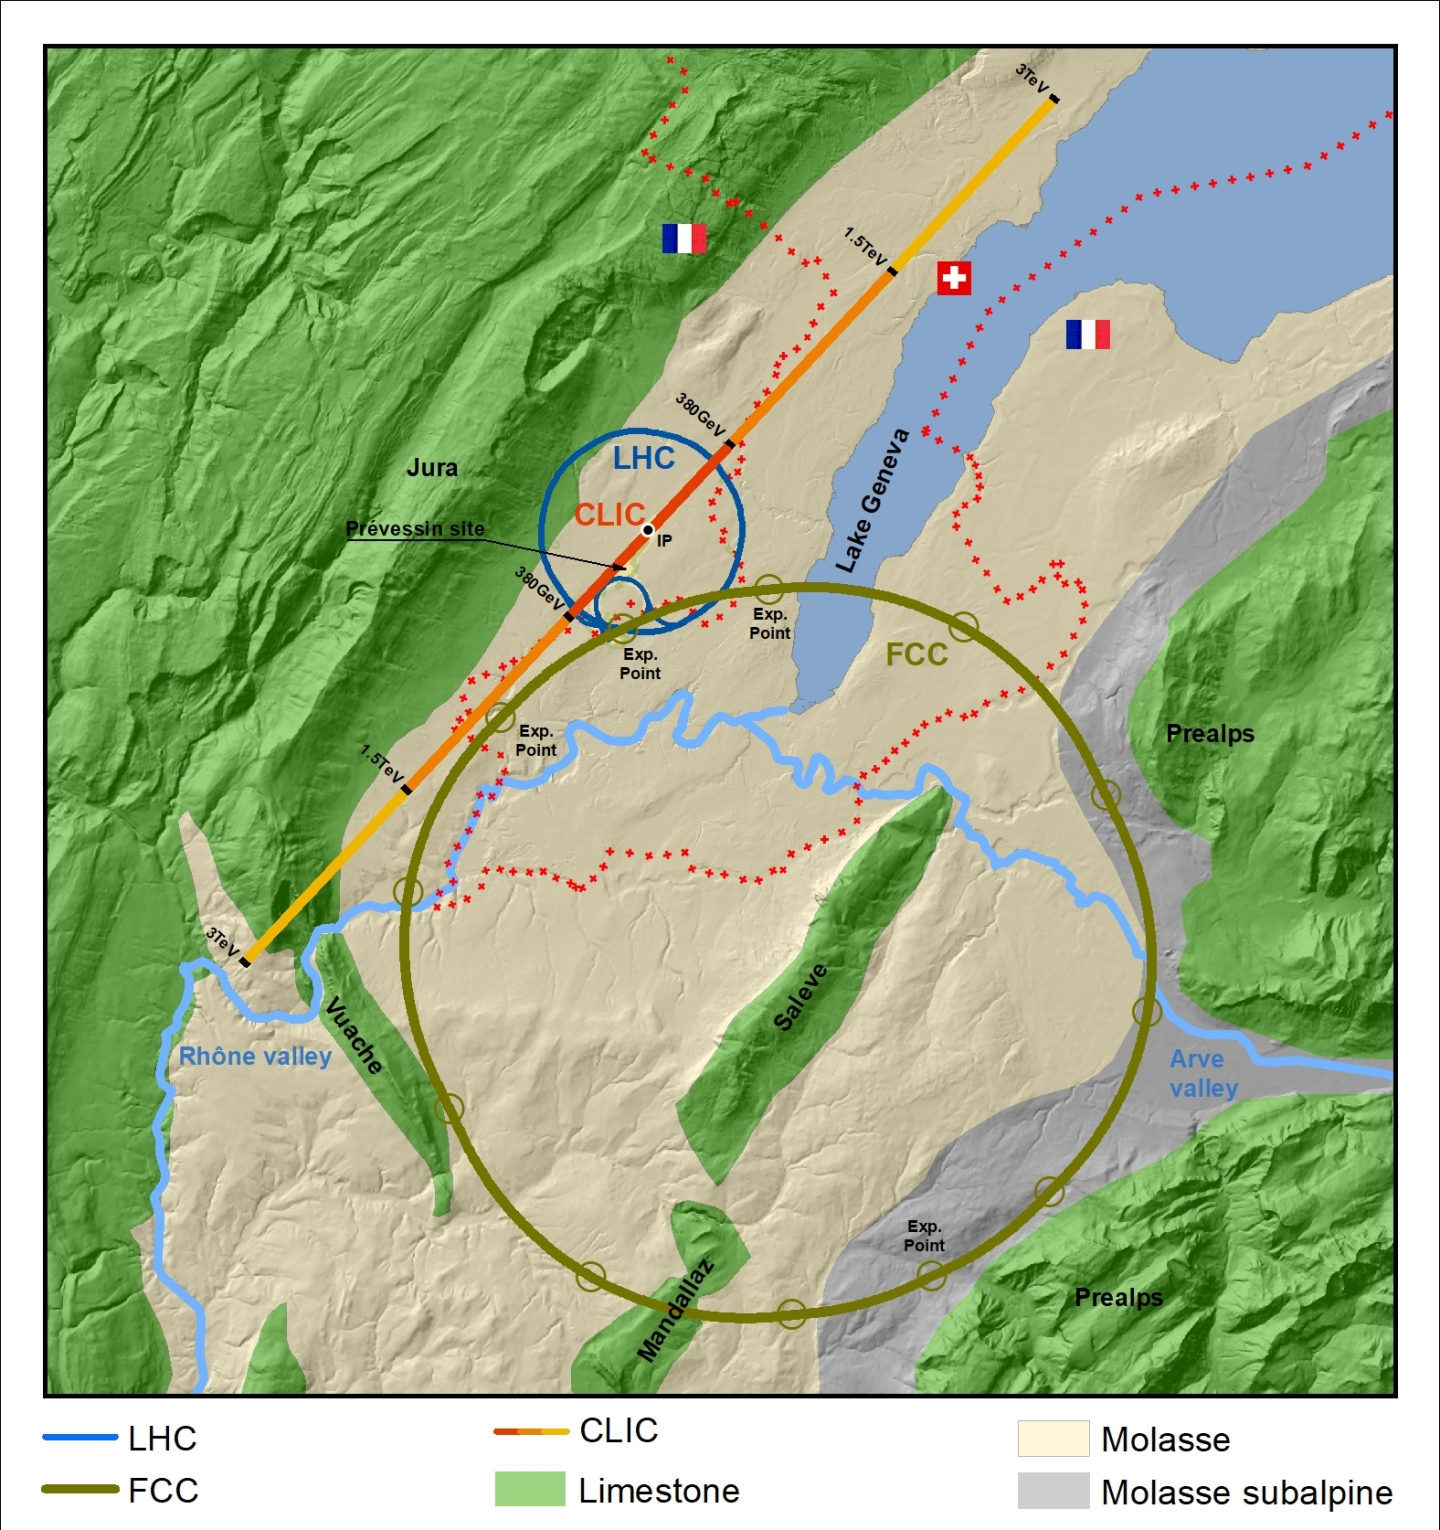 3TeV
1.5TeV
380GeV
LHC
Jura
CLIC
Prévessin site
IP
Lake Geneva
380GeV
Exp.
Point
FCC
Exp.
Point
Exp.
Point
Prealps
1.5TeV
3TeV
Saleve
Vuache
Rhône valley
Arve
valley
Exp.
Point
Mandallaz
Prealps
LHC
CLIC
Molasse
FCC
Limestone
Molasse subalpine